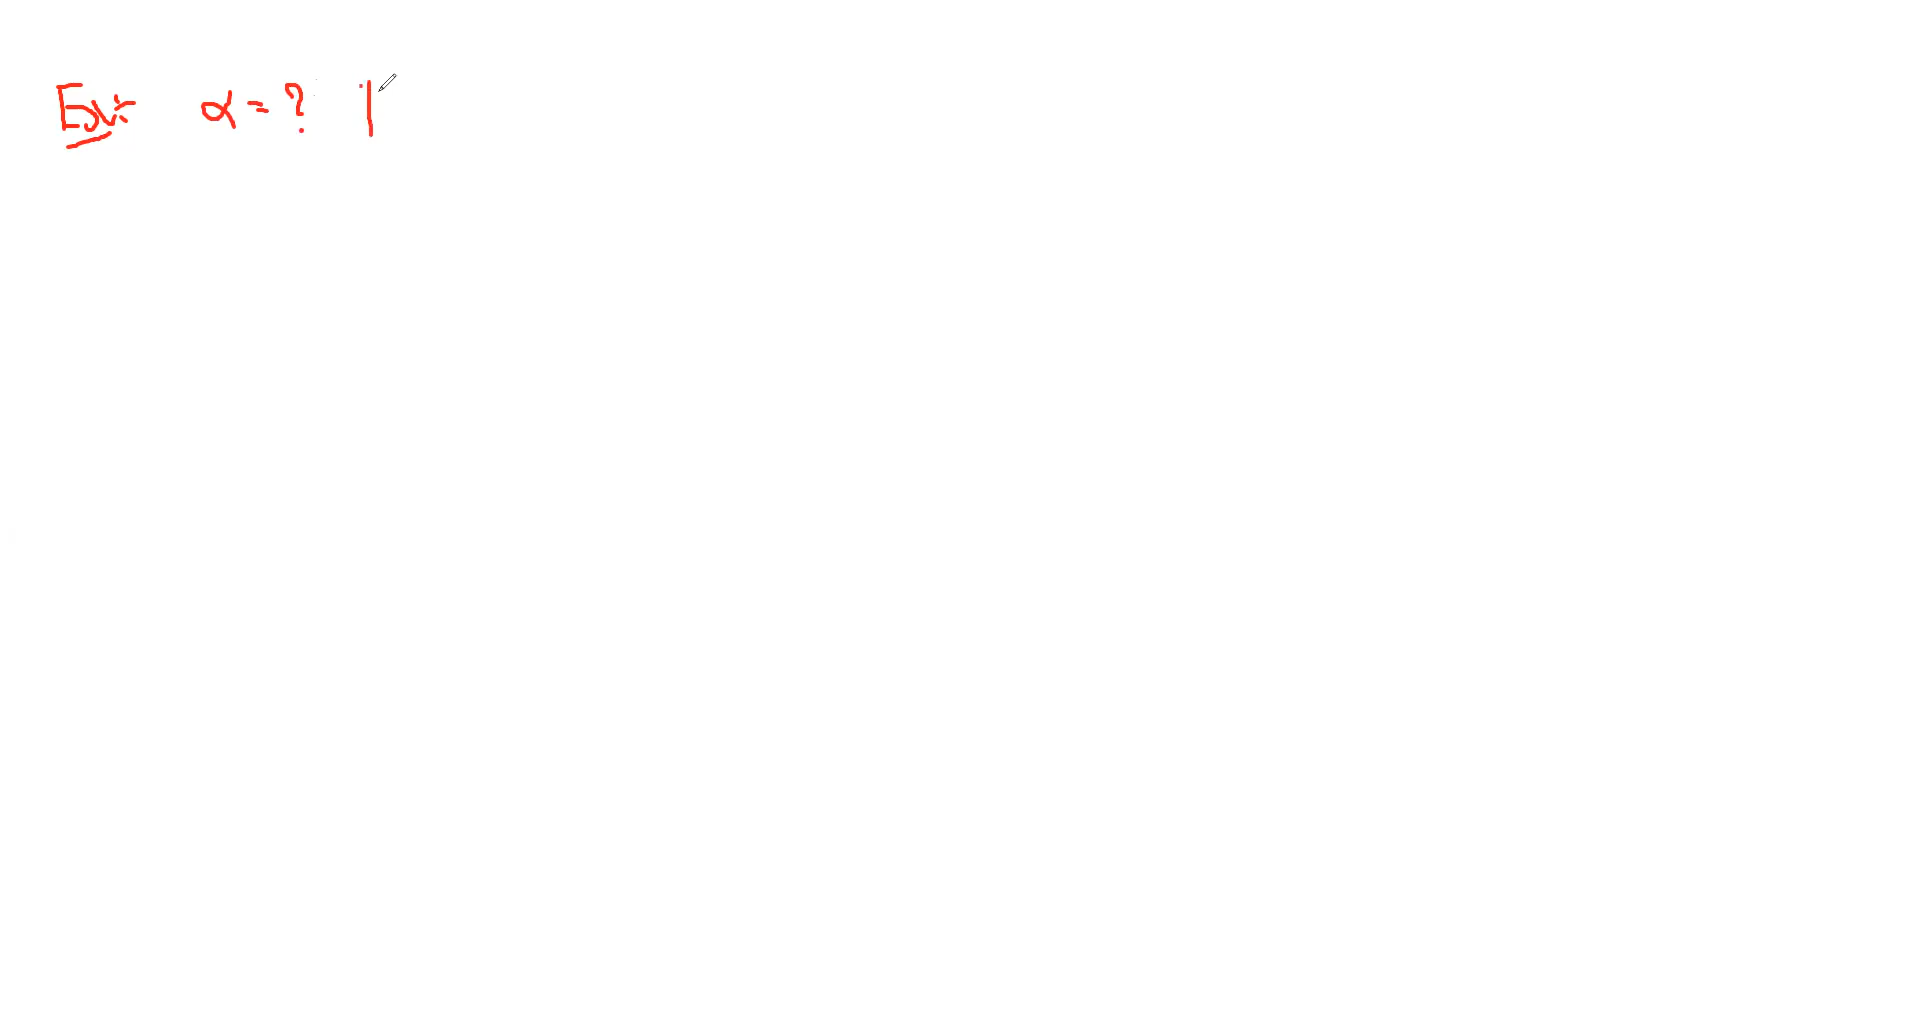 Ex:- α = ?